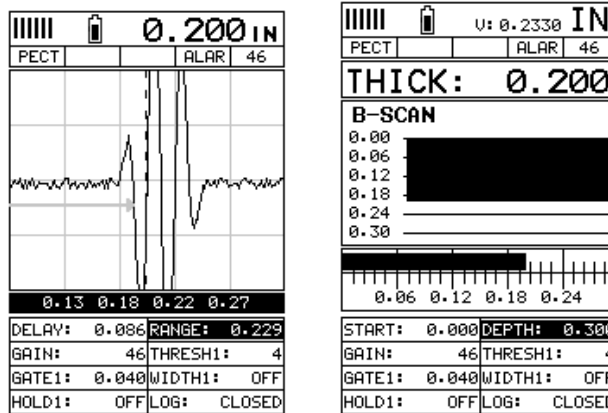 0.200 IN
PECT ALAR 46
0.13 0.18 0.22 0.27
DELAY: 0.086 RANGE: 0.229
GAIN: 46 THRESH1: 4
GATE1: 0.040 WIDTH1: OFF
HOLD1: OFF LOG: CLOSED
V: 0.2330 IN
PECT ALAR 46
THICK: 0.200
B-SCAN
0.00
0.06
0.12
0.18
0.24
0.30
0.06 0.12 0.18 0.24
START: 0.000 DEPTH: 0.300
GAIN: 46 THRESH1: 4
GATE1: 0.040 WIDTH1: OFF
HOLD1: OFF LOG: CLOSED